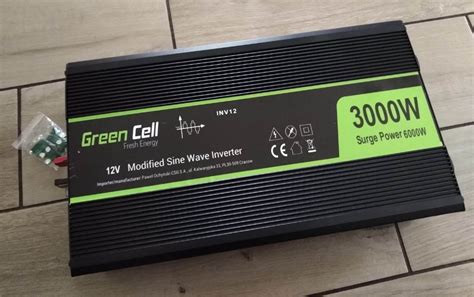 Green Cell
Fresh Energy
INV12
12V Modified Sine Wave Inverter
3000W
Surge Power 6000W